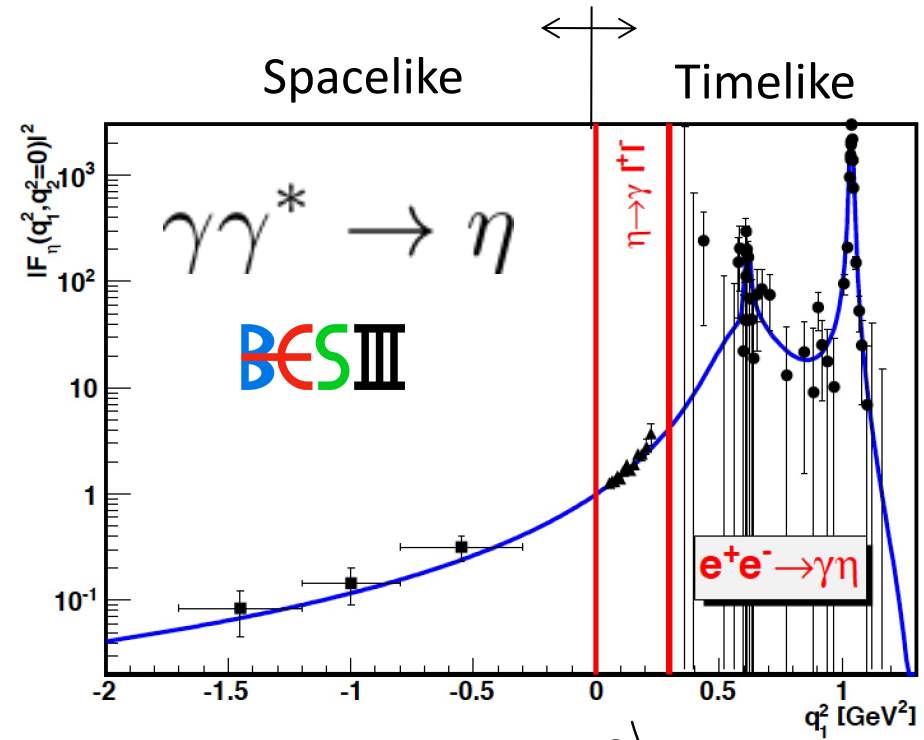 Spacelike
Timelike
|F_η(q₁²,q₂²=0)|²
10³
10²
10
1
10⁻¹
γγ* → η
BESIII
η→γ l⁺l⁻
e⁺e⁻→γη
-2 -1.5 -1 -0.5 0 0.5 1
q₁² [GeV²]